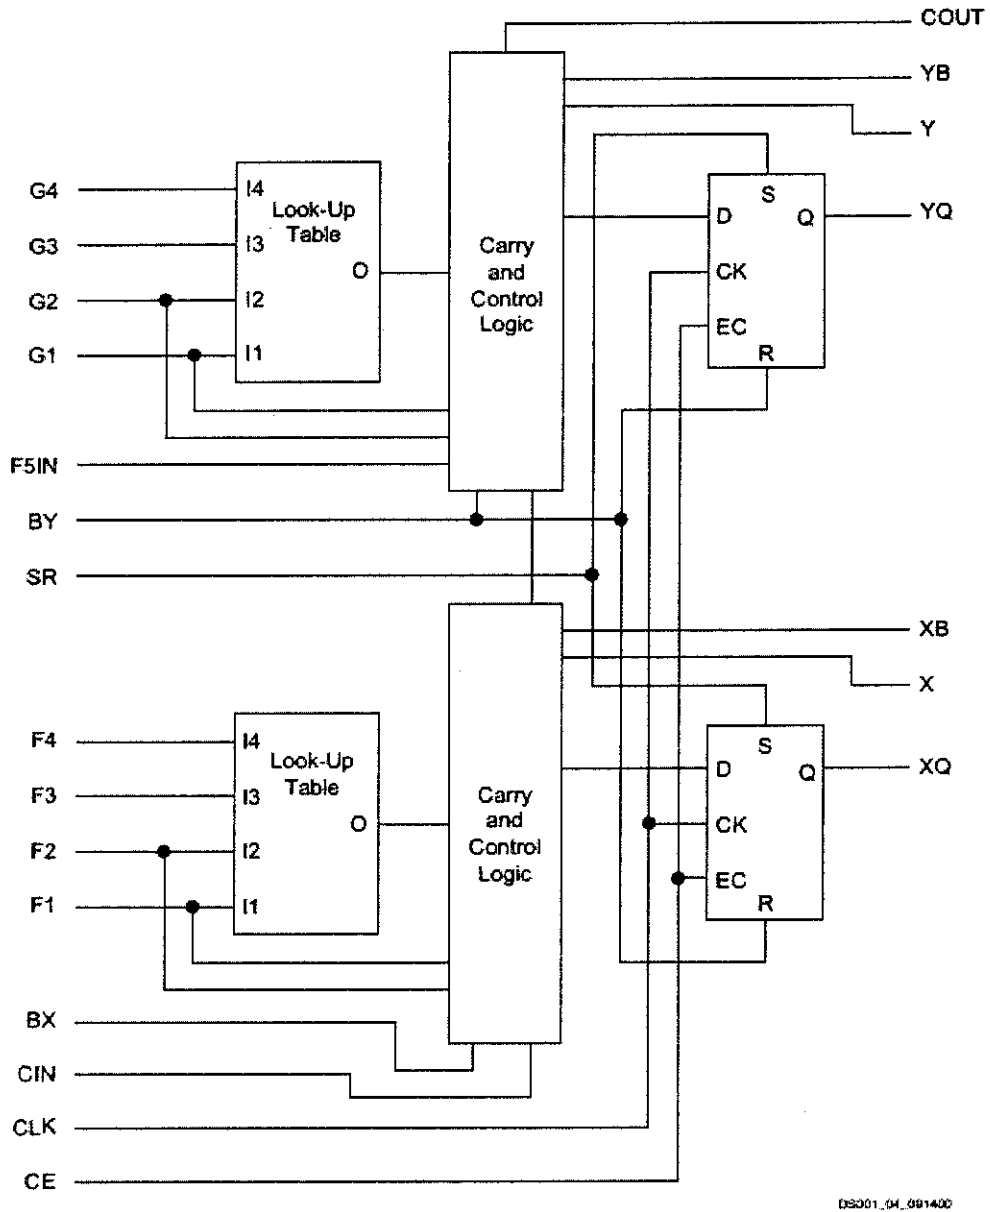 COUT
YB
Y
G4
I4
Look-Up
Table
S
D
Q
YQ
G3
I3
Carry
and
Control
Logic
O
CK
G2
I2
EC
G1
I1
R
F5IN
BY
SR
XB
X
F4
I4
Look-Up
Table
S
D
Q
XQ
F3
I3
Carry
and
Control
Logic
O
CK
F2
I2
EC
F1
I1
R
BX
CIN
CLK
CE
DS001_04_091400